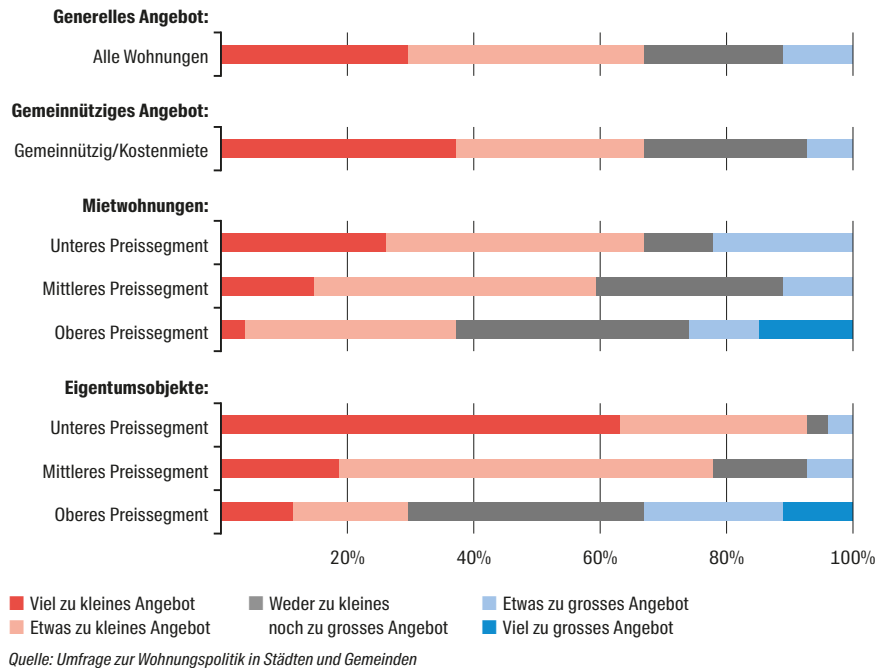 Generelles Angebot:
Alle Wohnungen
Gemeinnütziges Angebot:
Gemeinnützig/Kostenmiete
Mietwohnungen:
Unteres Preissegment
Mittleres Preissegment
Oberes Preissegment
Eigentumsobjekte:
Unteres Preissegment
Mittleres Preissegment
Oberes Preissegment
20% 40% 60% 80% 100%
Viel zu kleines Angebot
Etwas zu kleines Angebot
Weder zu kleines
noch zu grosses Angebot
Etwas zu grosses Angebot
Viel zu grosses Angebot
Quelle: Umfrage zur Wohnungspolitik in Städten und Gemeinden